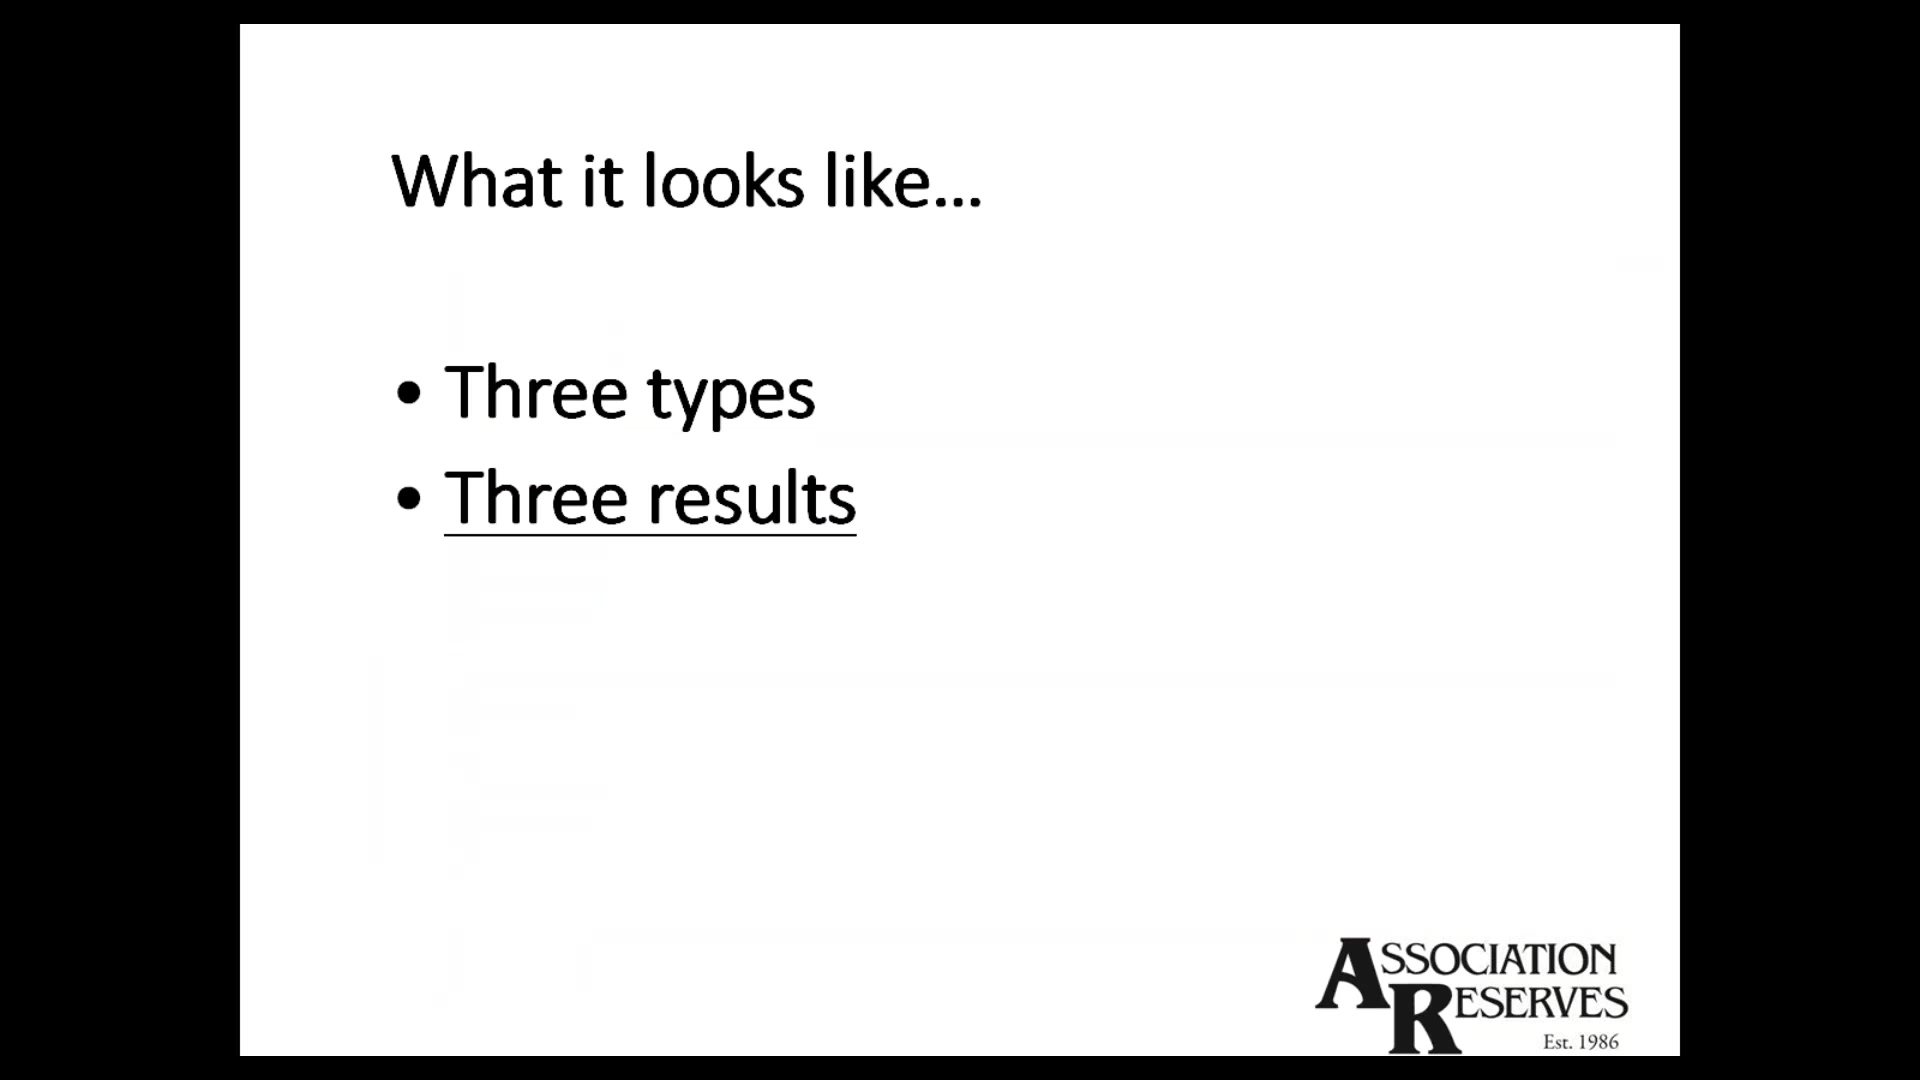 What it looks like...
• Three types
• Three results
ASSOCIATION
RESERVES
Est. 1986